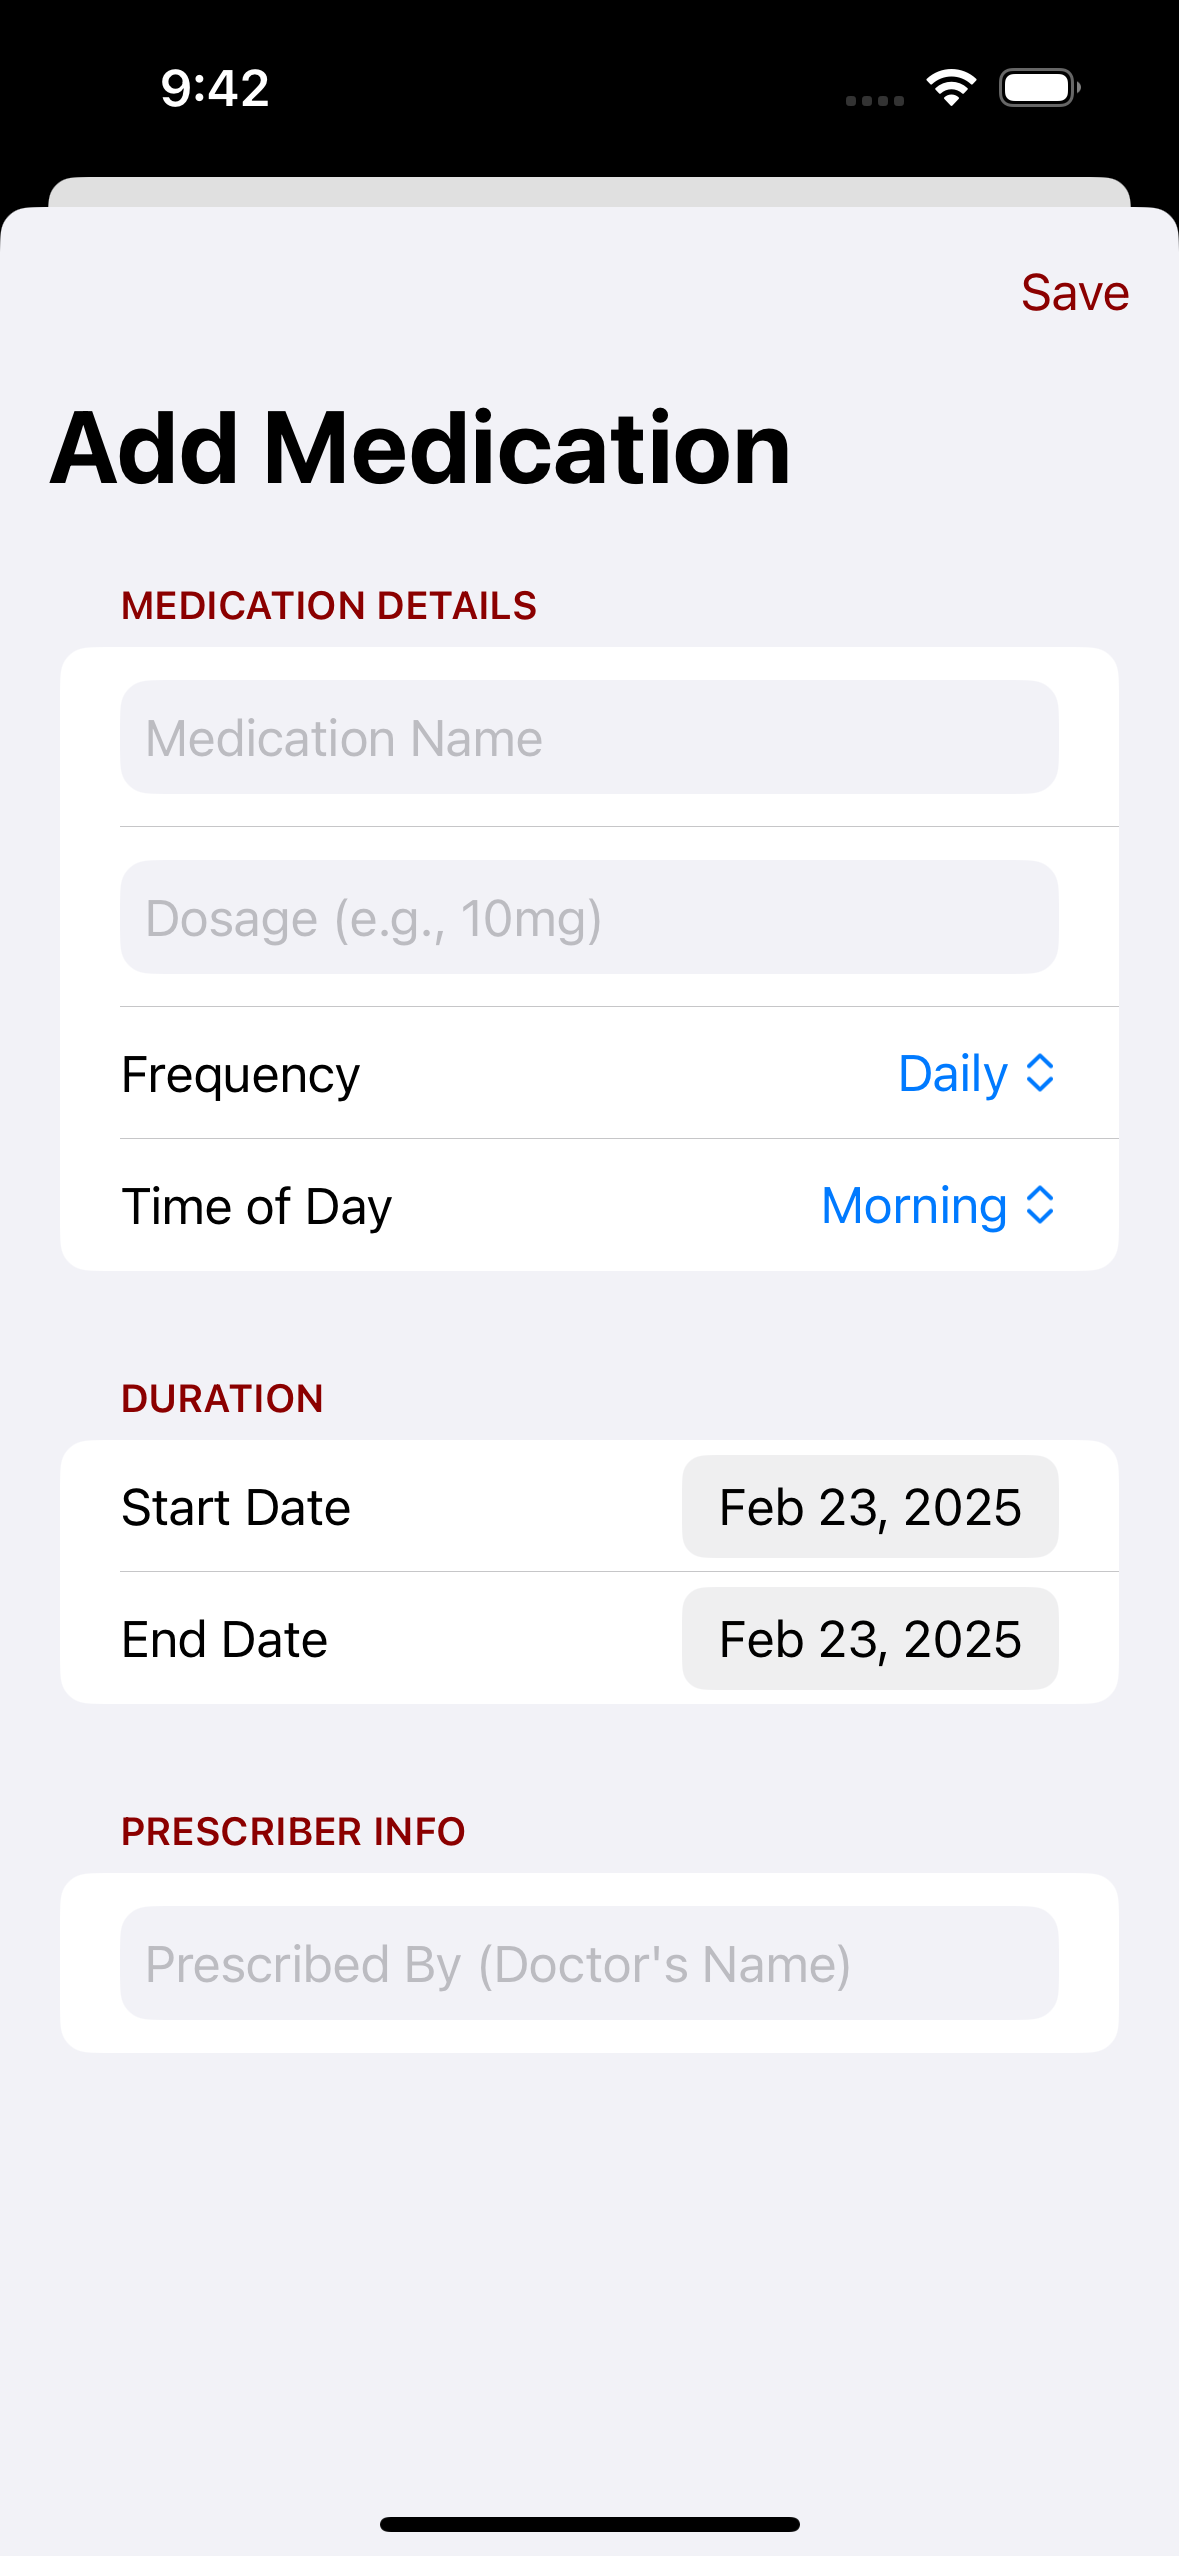 9:42
Save
Add Medication
MEDICATION DETAILS
Medication Name
Dosage (e.g., 10mg)
Frequency Daily
Time of Day Morning
DURATION
Start Date Feb 23, 2025
End Date Feb 23, 2025
PRESCRIBER INFO
Prescribed By (Doctor's Name)